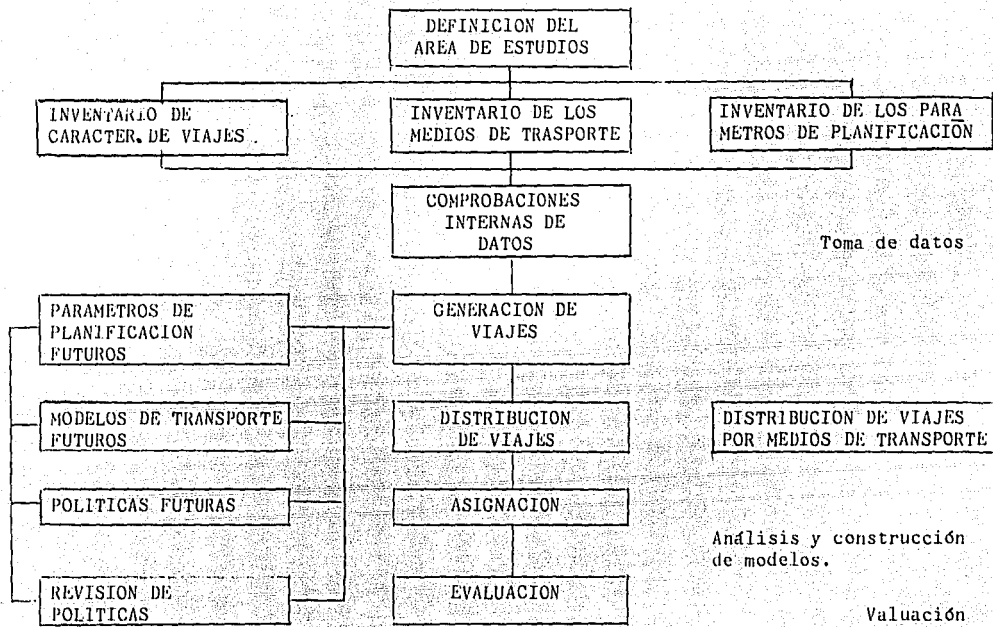 DEFINICION DEL
AREA DE ESTUDIOS
INVENTARIO DE
CARACTER. DE VIAJES .
INVENTARIO DE LOS
MEDIOS DE TRASPORTE
INVENTARIO DE LOS PARA
METROS DE PLANIFICACIÓN
COMPROBACIONES
INTERNAS DE
DATOS
Toma de datos
PARAMETROS DE
PLANIFICACION
FUTUROS
GENERACION DE
VIAJES
MODELOS DE TRANSPORTE
FUTUROS
DISTRIBUCION
DE VIAJES
DISTRIBUCION DE VIAJES
POR MEDIOS DE TRANSPORTE
POLITICAS FUTURAS
ASIGNACION
Análisis y construcción
de modelos.
REVISION DE
POLITICAS
EVALUACION
Valuación